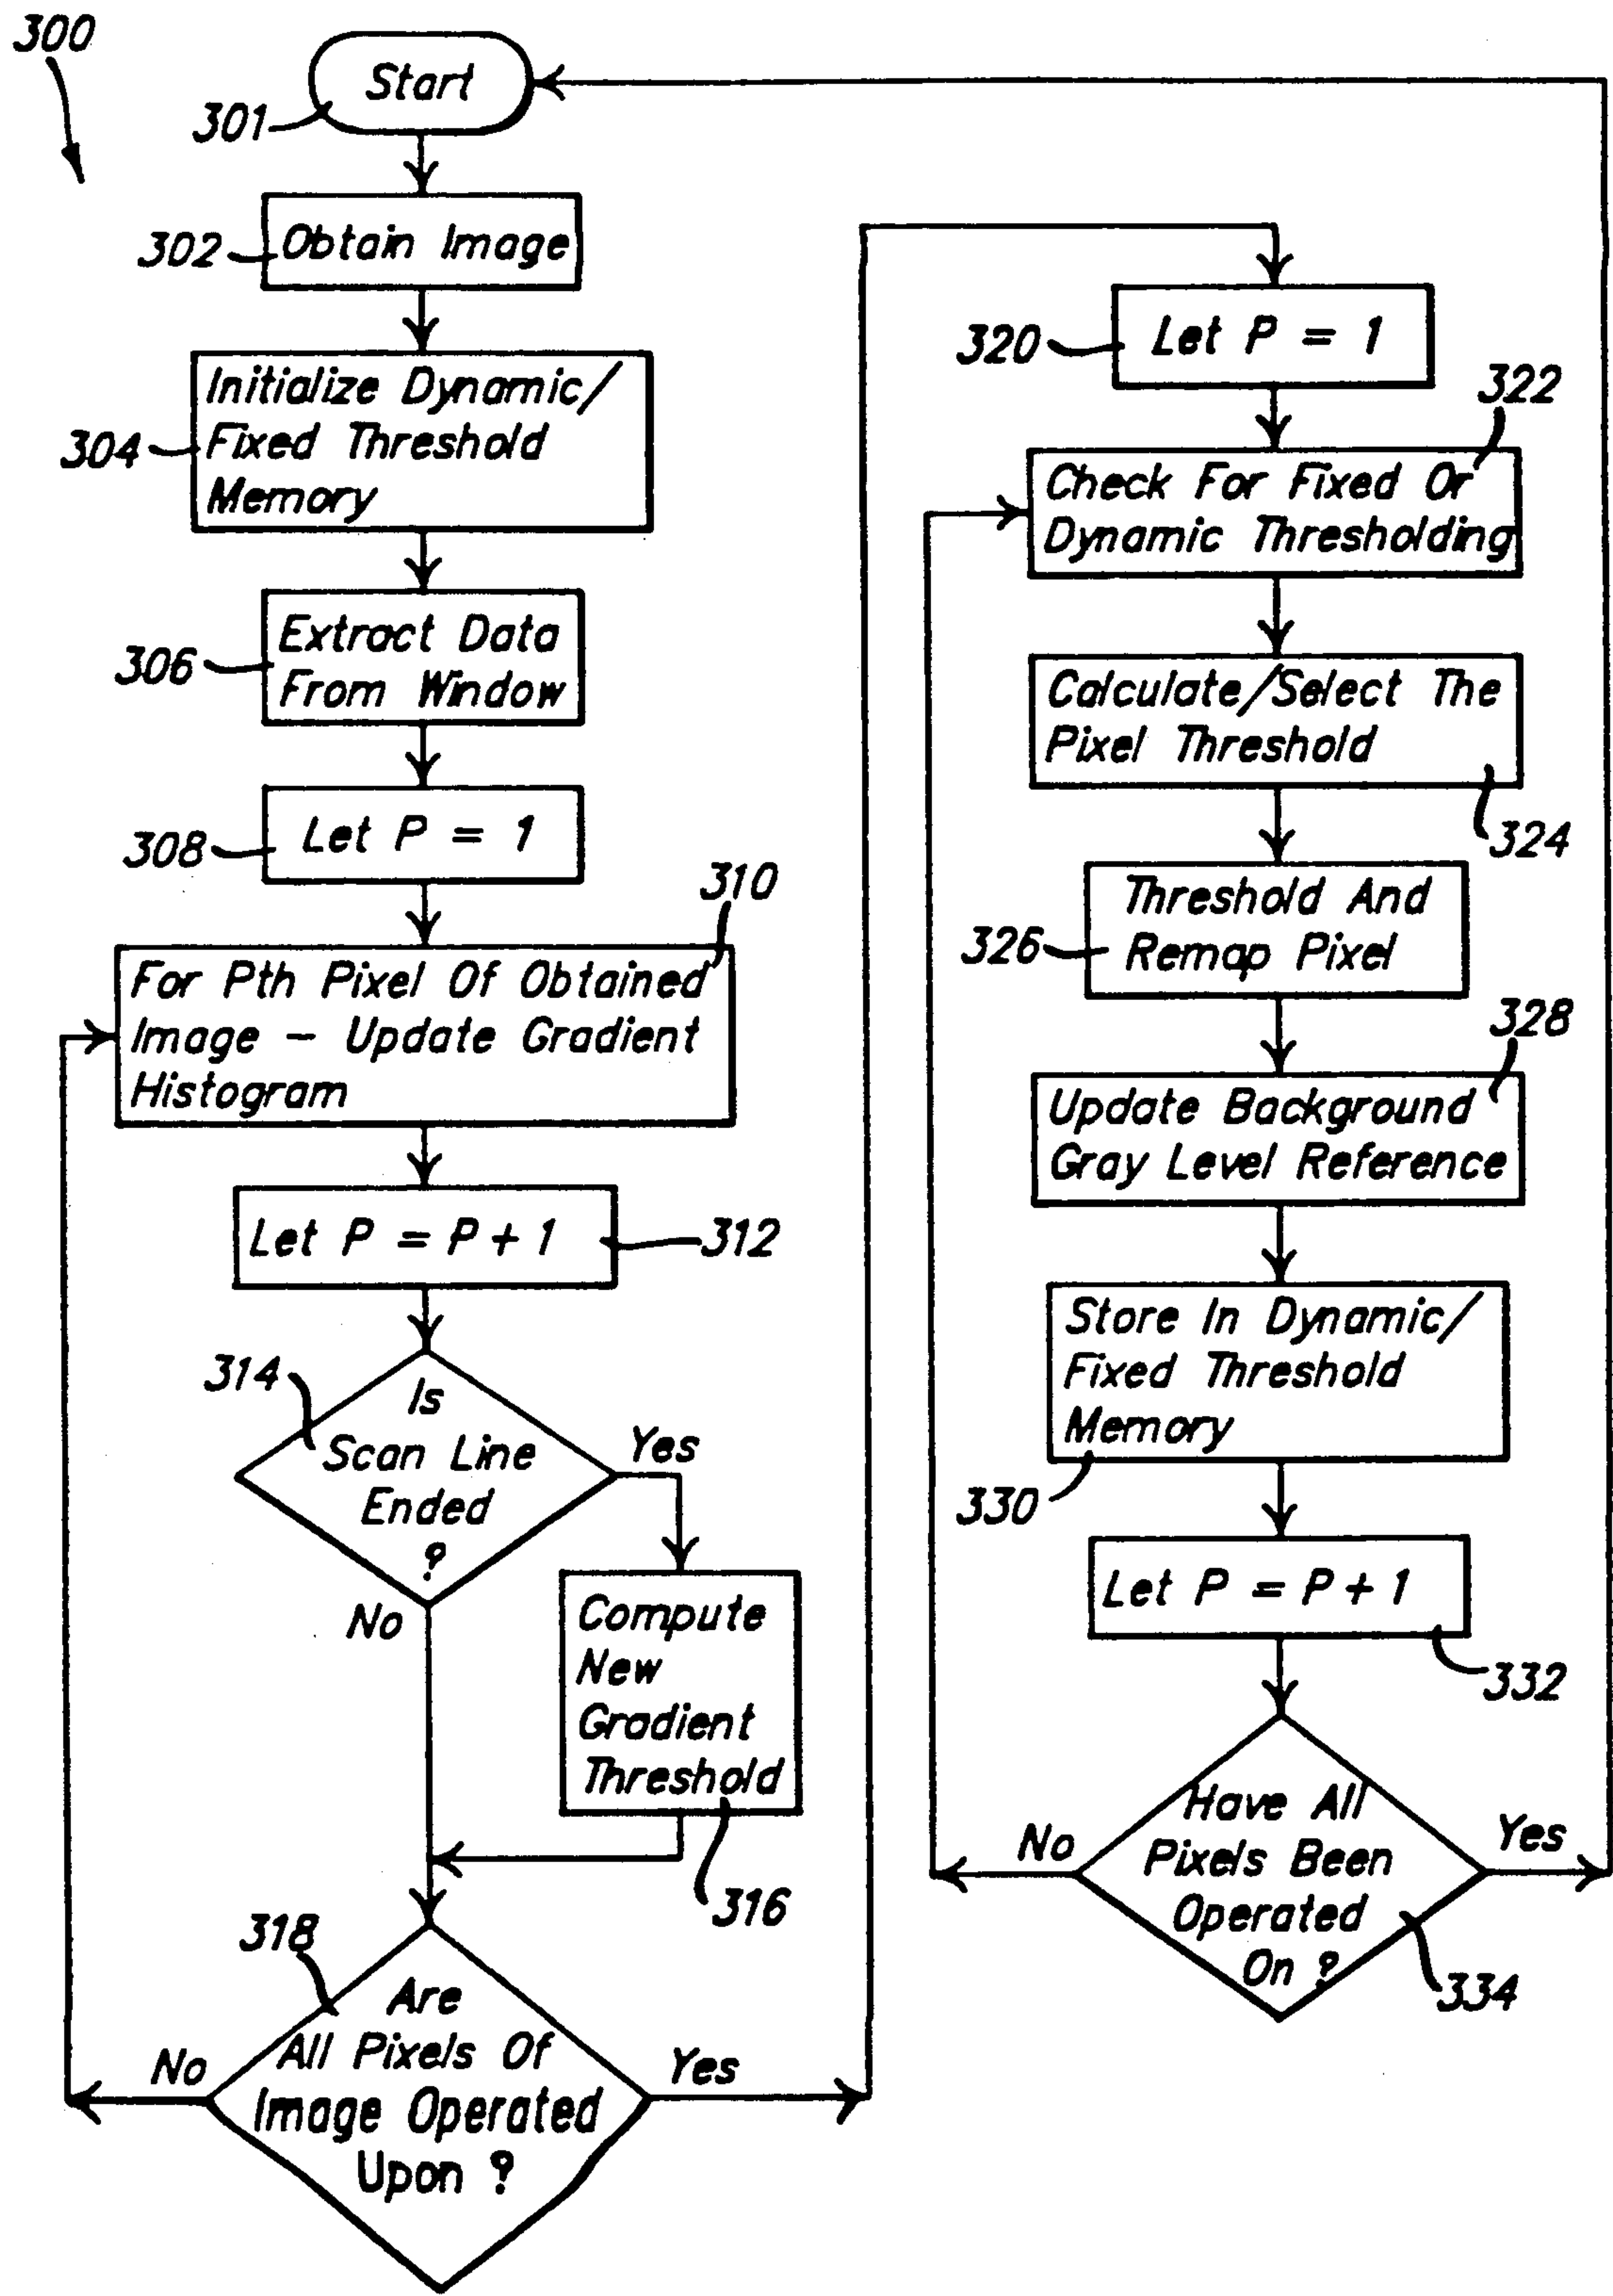 300
Start
301
302
Obtain Image
304
Initialize Dynamic/
Fixed Threshold
Memory
306
Extract Data
From Window
308
Let P = 1
310
For Pth Pixel Of Obtained
Image – Update Gradient
Histogram
Let P = P + 1
312
314
Is
Scan Line
Ended
?
Yes
No
Compute
New
Gradient
Threshold
316
318
Are
All Pixels Of
Image Operated
Upon ?
No
Yes
320
Let P = 1
322
Check For Fixed Or
Dynamic Thresholding
Calculate/Select The
Pixel Threshold
324
326
Threshold And
Remap Pixel
328
Update Background
Gray Level Reference
Store In Dynamic/
Fixed Threshold
Memory
330
Let P = P + 1
332
Have All
Pixels Been
Operated
On ?
No
Yes
334